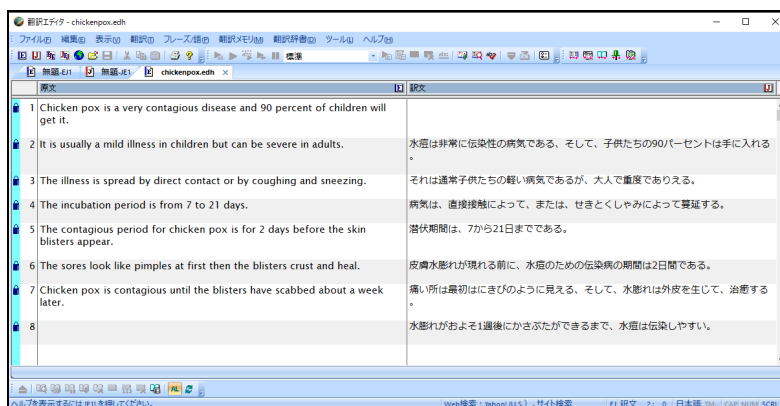 翻訳エディタ - chickenpox.edh
ファイル(F) 編集(E) 表示(V) 翻訳(T) フレーズ/語(P) 翻訳メモリ(M) 翻訳辞書(D) ツール(L) ヘルプ(H)
標準
無題-EJ1 無題-JE1 chickenpox.edh ×
原文 E 訳文 J
1 Chicken pox is a very contagious disease and 90 percent of children will
get it.
2 It is usually a mild illness in children but can be severe in adults. 水痘は非常に伝染性の病気である、そして、子供たちの90パーセントは手に入れる
。
3 The illness is spread by direct contact or by coughing and sneezing. それは通常子供たちの軽い病気であるが、大人で重度でありえる。
4 The incubation period is from 7 to 21 days. 病気は、直接接触によって、または、せきとくしゃみによって蔓延する。
5 The contagious period for chicken pox is for 2 days before the skin 潜伏期間は、7から21日までである。
blisters appear.
6 The sores look like pimples at first then the blisters crust and heal. 皮膚水膨れが現れる前に、水痘のための伝染病の期間は2日間である。
7 Chicken pox is contagious until the blisters have scabbed about a week 痛い所は最初はにきびのように見える、そして、水膨れは外皮を生じて、治癒する
later. 。
8 水膨れがおよそ1週後にかさぶたができるまで、水痘は伝染しやすい。
AL
ヘルプを表示するには [F1] を押してください。 Web検索 : Yahoo! (U.S.) - サイト検索 EJ 訳文 2: 0 日本語 TM CAP NUM SCRL